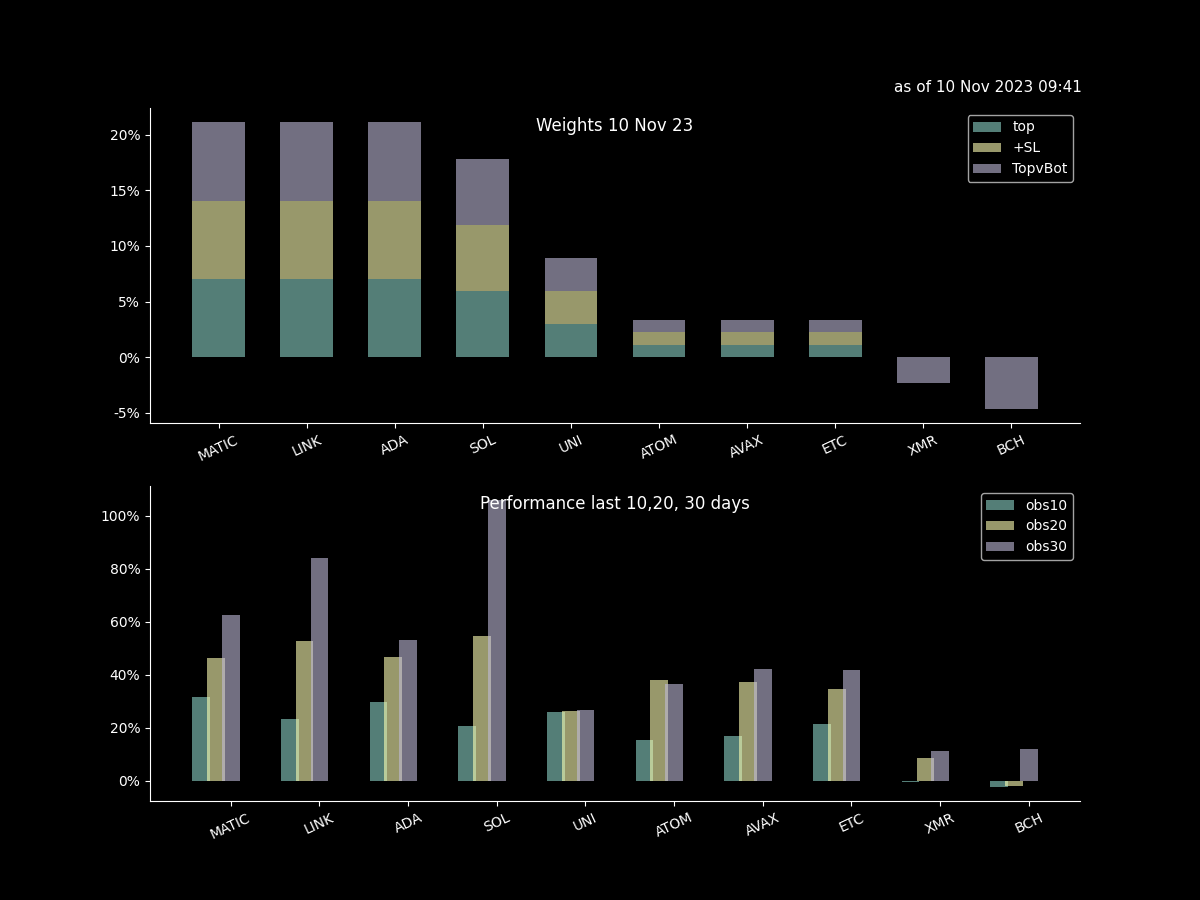 as of 10 Nov 2023 09:41
Weights 10 Nov 23
top
+SL
TopvBot
20%
15%
10%
5%
0%
-5%
MATIC LINK ADA SOL UNI ATOM AVAX ETC XMR BCH
Performance last 10,20, 30 days
obs10
obs20
obs30
100%
80%
60%
40%
20%
0%
MATIC LINK ADA SOL UNI ATOM AVAX ETC XMR BCH